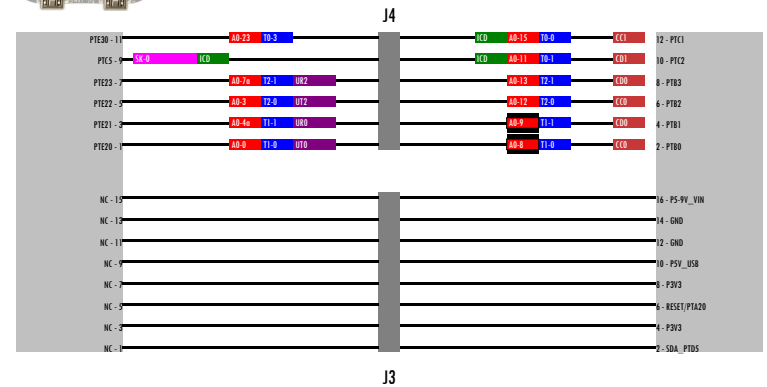 J4
PTE30 - 11 A0-23 T0-3 ICD A0-15 T0-0 CC1 12 - PTC1
PTC5 - 9 SK-0 ICD ICD A0-11 T0-1 CD1 10 - PTC2
PTE23 - 7 A0-7a T2-1 UR2 A0-13 T2-1 CD0 8 - PTB3
PTE22 - 5 A0-3 T2-0 UT2 A0-12 T2-0 CC0 6 - PTB2
PTE21 - 3 A0-4a T1-1 UR0 A0-9 T1-1 CD0 4 - PTB1
PTE20 - 1 A0-0 T1-0 UT0 A0-8 T1-0 CC0 2 - PTB0
NC - 15 16 - P5-9V_VIN
NC - 13 14 - GND
NC - 11 12 - GND
NC - 9 10 - P5V_USB
NC - 7 8 - P3V3
NC - 5 6 - RESET/PTA20
NC - 3 4 - P3V3
NC - 1 2 - SDA_PTD5
J3